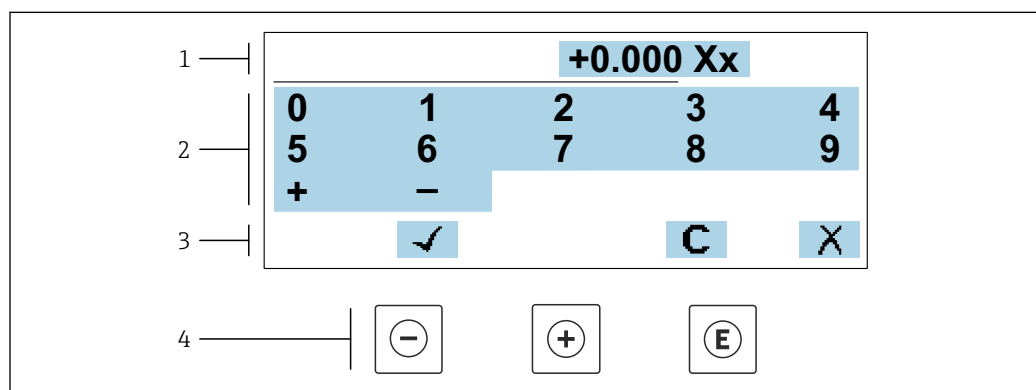 1 +0.000 Xx
0 1 2 3 4
2 5 6 7 8 9
+ −
3 ✓ C X
4 − + E